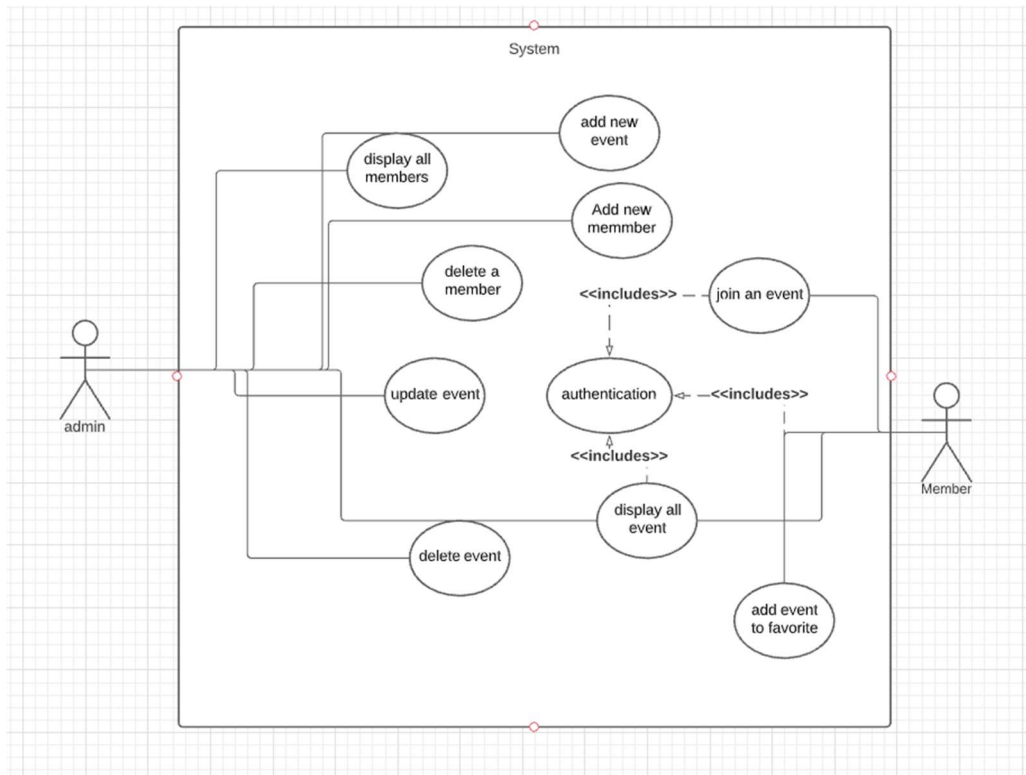 System
add new
event
display all
members
Add new
memmber
delete a
member
<<includes>>
join an event
admin
update event
authentication
<<includes>>
Member
<<includes>>
display all
event
delete event
add event
to favorite